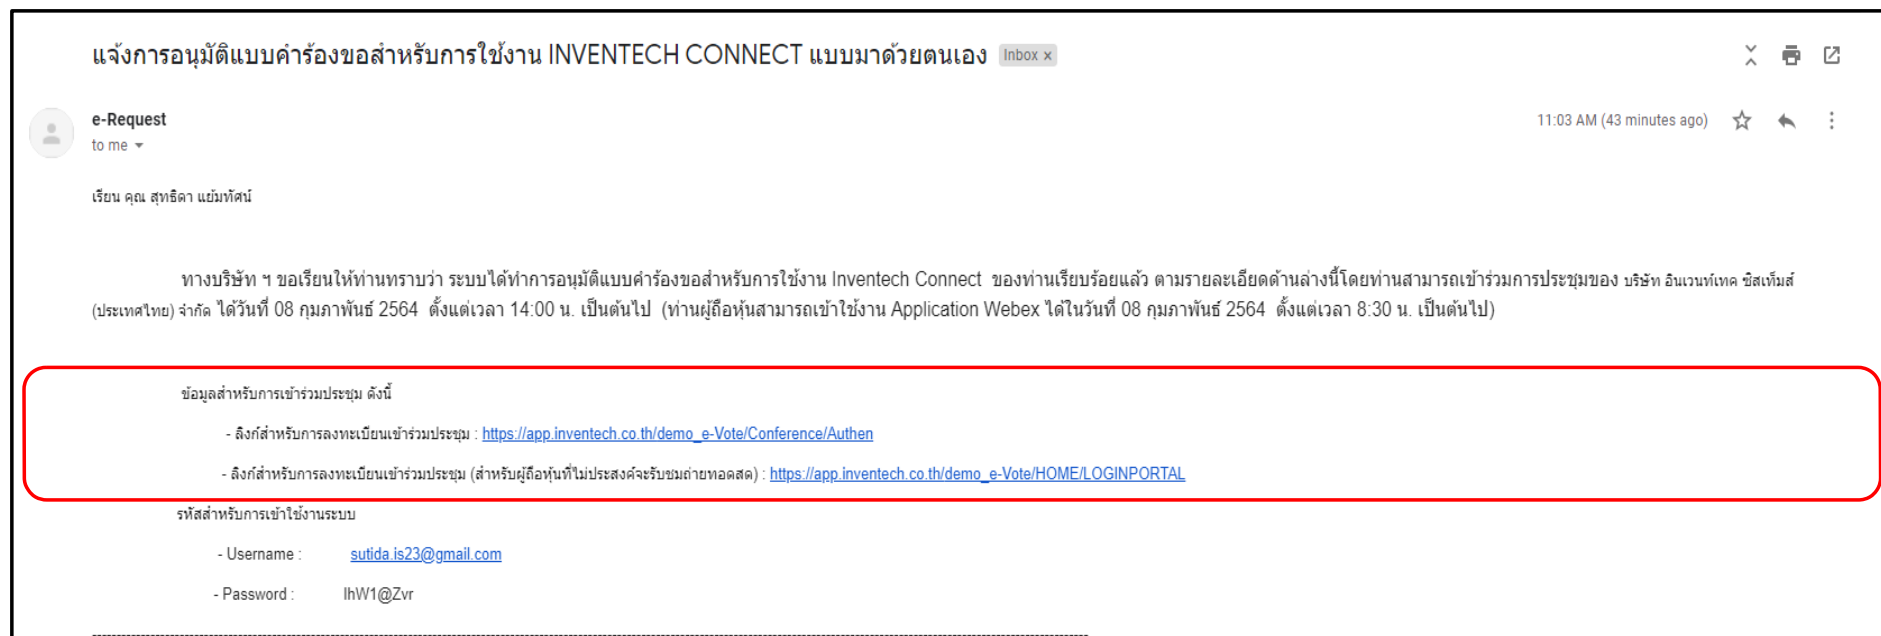 แจ้งการอนุมัติแบบคำร้องขอสำหรับการใช้งาน INVENTECH CONNECT แบบมาด้วยตนเอง Inbox x
e-Request
11:03 AM (43 minutes ago)
to me
เรียน คุณ สุทธิดา แย้มทัศน์
ทางบริษัท ฯ ขอเรียนให้ท่านทราบว่า ระบบได้ทำการอนุมัติแบบคำร้องขอสำหรับการใช้งาน Inventech Connect ของท่านเรียบร้อยแล้ว ตามรายละเอียดด้านล่างนี้โดยท่านสามารถเข้าร่วมการประชุมของ บริษัท อินเวนท์เทค ซิสเท็มส์
(ประเทศไทย) จำกัด ได้วันที่ 08 กุมภาพันธ์ 2564 ตั้งแต่เวลา 14:00 น. เป็นต้นไป (ท่านผู้ถือหุ้นสามารถเข้าใช้งาน Application Webex ได้ในวันที่ 08 กุมภาพันธ์ 2564 ตั้งแต่เวลา 8:30 น. เป็นต้นไป)
ข้อมูลสำหรับการเข้าร่วมประชุม ดังนี้
- ลิงก์สำหรับการลงทะเบียนเข้าร่วมประชุม : https://app.inventech.co.th/demo_e-Vote/Conference/Authen
- ลิงก์สำหรับการลงทะเบียนเข้าร่วมประชุม (สำหรับผู้ถือหุ้นที่ไม่ประสงค์จะรับชมถ่ายทอดสด) : https://app.inventech.co.th/demo_e-Vote/HOME/LOGINPORTAL
รหัสสำหรับการเข้าใช้งานระบบ
- Username : sutida.is23@gmail.com
- Password : IhW1@Zvr